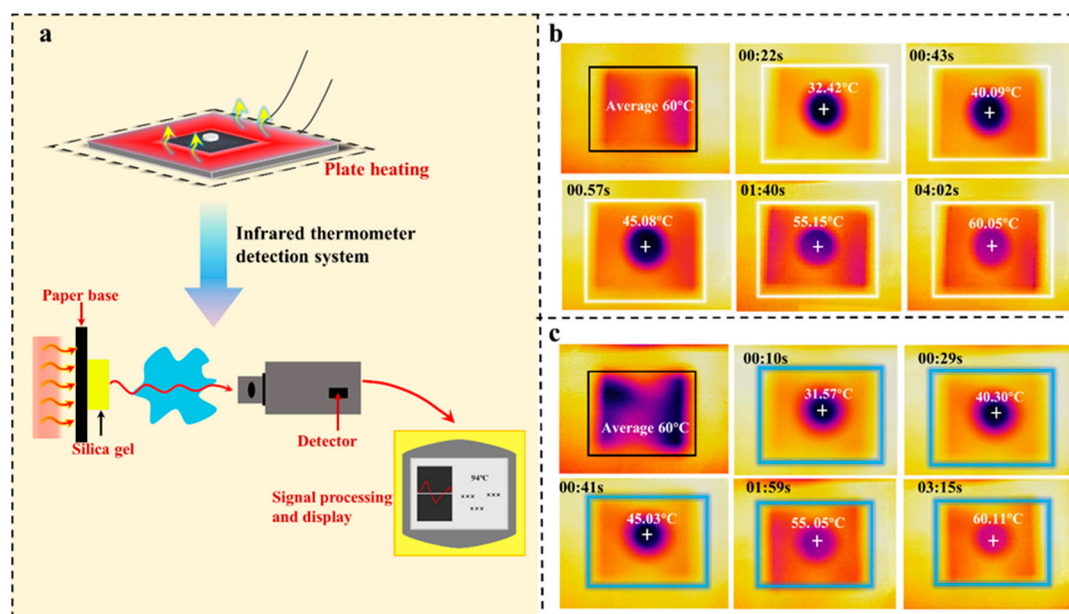 a
Plate heating
Infrared thermometer
detection system
Paper base
Silica gel
Detector
Signal processing
and display
94°C
××× ×××
×××
b
Average 60°C
00:22s
32.42°C
00:43s
40.09°C
00.57s
45.08°C
01:40s
55.15°C
04:02s
60.05°C
c
Average 60°C
00:10s
31.57°C
00:29s
40.30°C
00:41s
45.03°C
01:59s
55. 05°C
03:15s
60.11°C